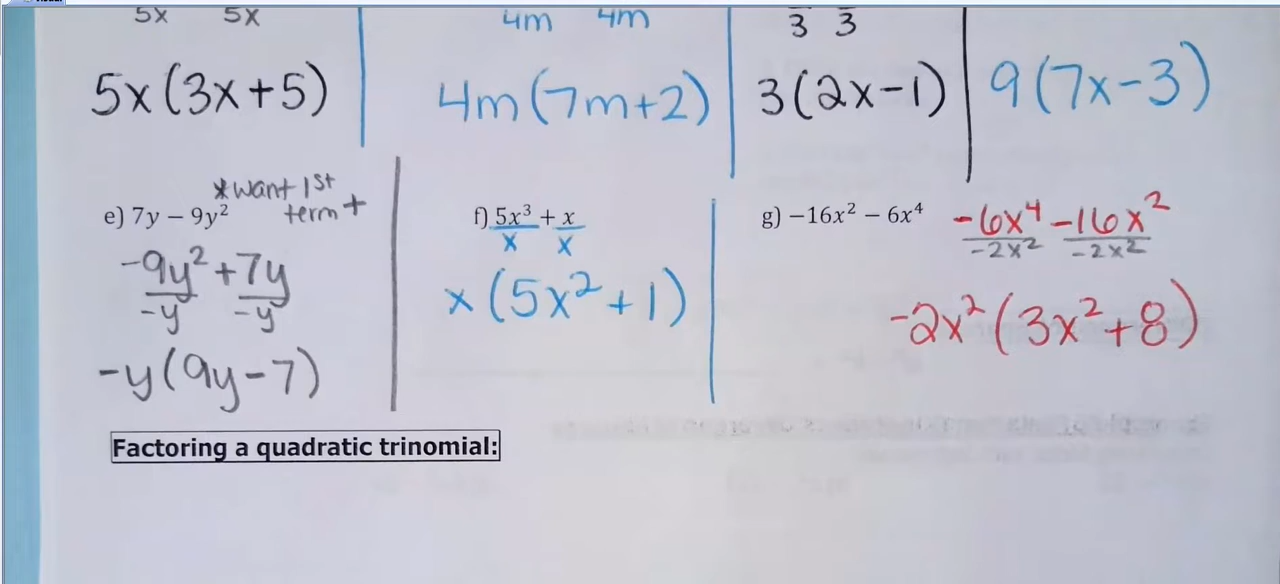 5x 5x 4m 4m 3 3
5x(3x+5) 4m(7m+2) 3(2x-1) 9(7x-3)
*want 1st
term +
e) 7y – 9y²
-9y² + 7y
-y -y
-y(9y-7)
f) 5x³ + x
x x
x(5x²+1)
g) −16x² − 6x⁴
-6x⁴ -16x²
-2x² -2x²
-2x²(3x²+8)
Factoring a quadratic trinomial: